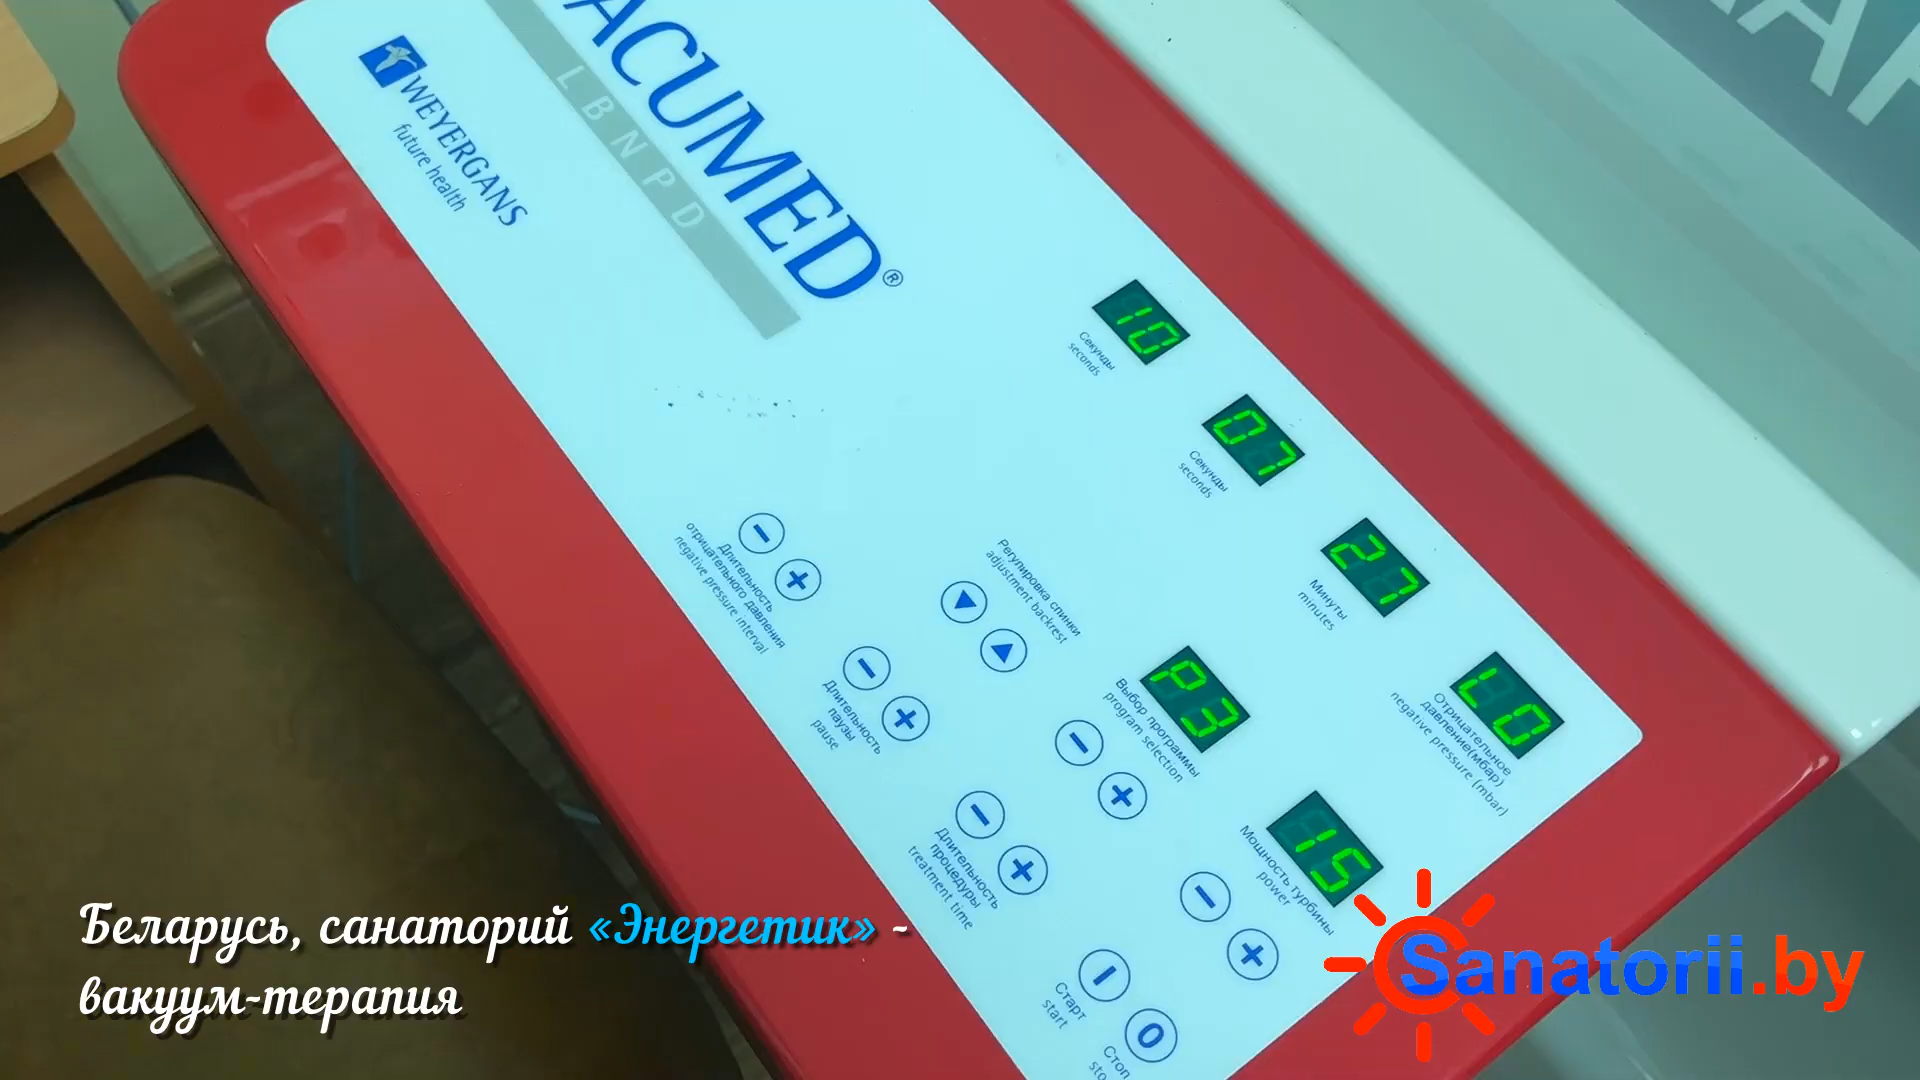 WEYERGANS
future health
ACUMED®
LBNPD
10
Секунды
seconds
07
Секунды
seconds
27
Минуты
minutes
LO
Отрицательное
давление(мбар)
negative pressure (mbar)
Длительность
отрицательного давления
negative pressure interval
Регулировка спинки
adjustment backrest
Длительность
паузы
pause
P3
Выбор программы
program selection
Длительность
процедуры
treatment time
15
Мощность турбины
power
Старт
start
Стоп
sto
Беларусь, санаторий «Энергетик» -
вакуум-терапия
Sanatorii.by